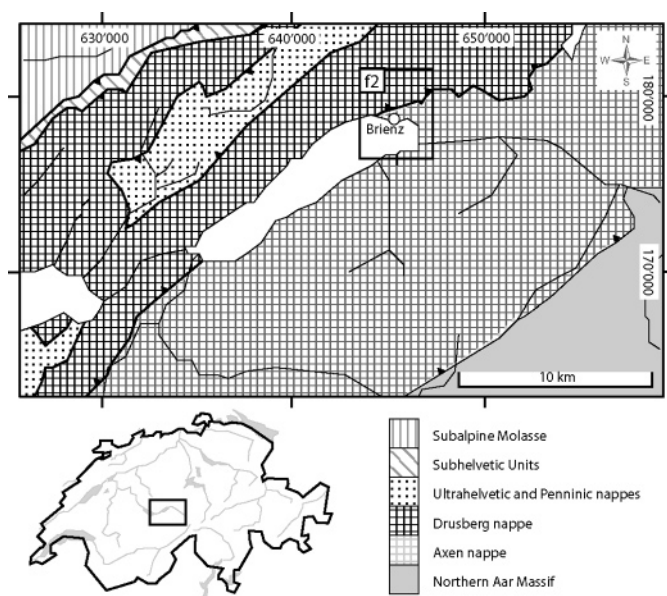 630'000 640'000 650'000
N
W E
S
f2
180'000
Brienz
170'000
10 km
Subalpine Molasse
Subhelvetic Units
Ultrahelvetic and Penninic nappes
Drusberg nappe
Axen nappe
Northern Aar Massif